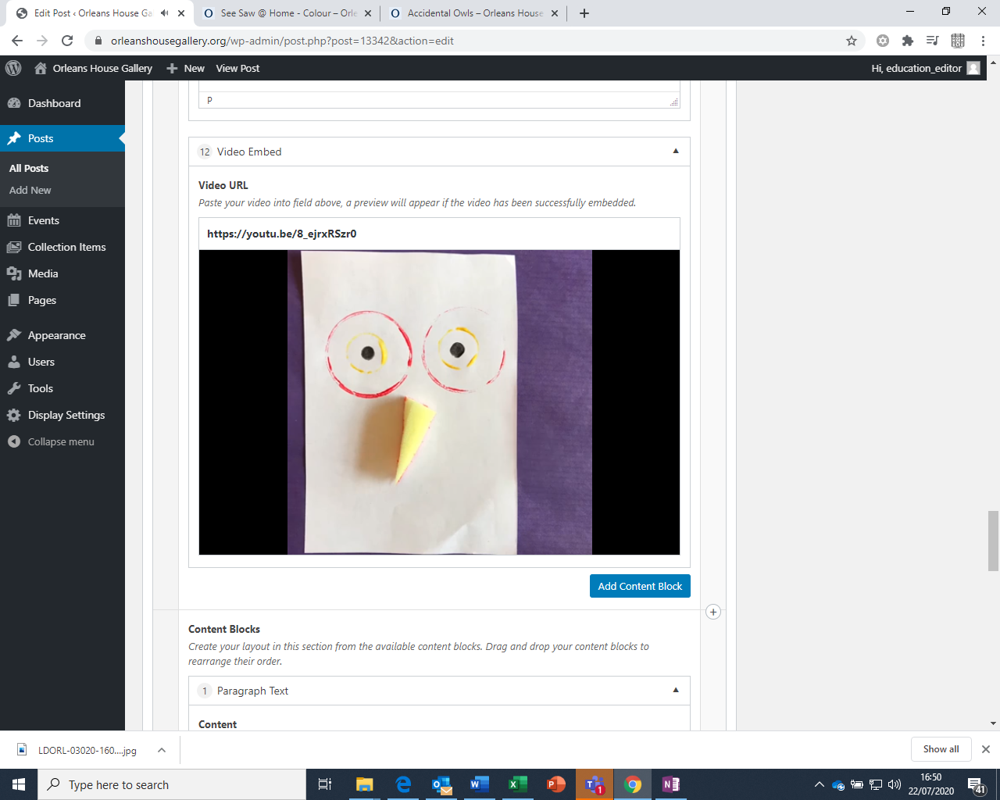 Edit Post ‹ Orleans House Ga
See Saw @ Home - Colour – Orle
Accidental Owls – Orleans House
orleanshousegallery.org/wp-admin/post.php?post=13342&action=edit
Orleans House Gallery
New
View Post
Hi, education_editor
Dashboard
Posts
All Posts
Add New
Events
Collection Items
Media
Pages
Appearance
Users
Tools
Display Settings
Collapse menu
P
12 Video Embed
Video URL
Paste your video into field above, a preview will appear if the video has been successfully embedded.
https://youtu.be/8_ejrxRSzr0
Add Content Block
Content Blocks
Create your layout in this section from the available content blocks. Drag and drop your content blocks to
rearrange their order.
1 Paragraph Text
Content
LDORL-03020-160....jpg
Show all
Type here to search
1
16:50
22/07/2020
41